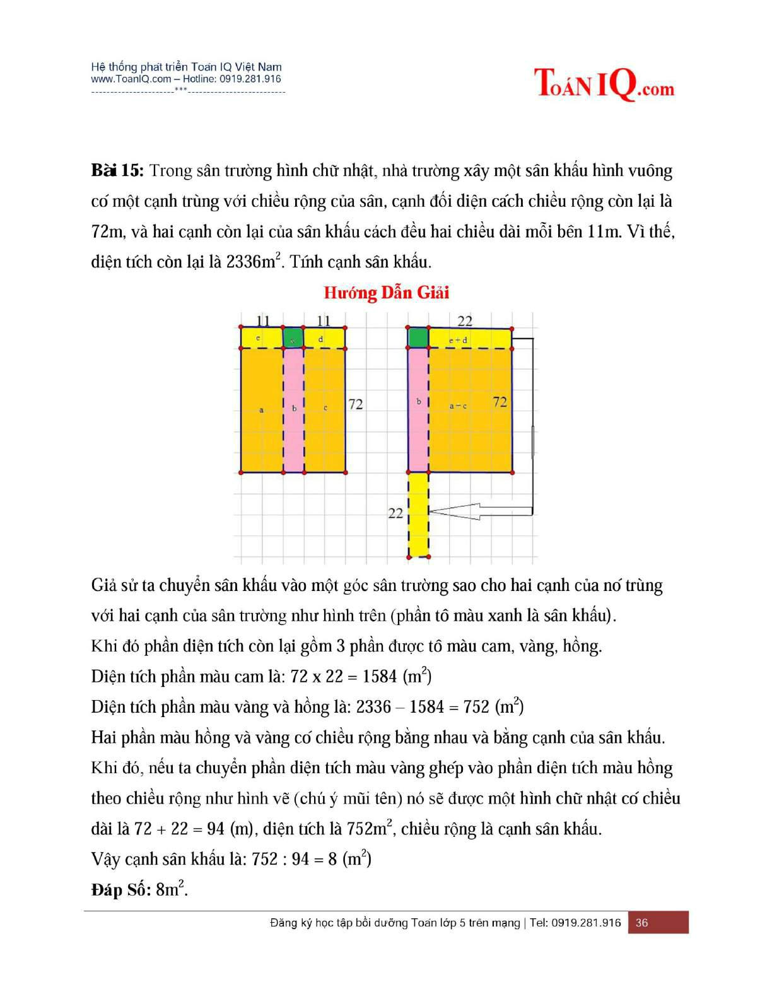 Hệ thống phát triển Toán IQ Việt Nam
www.ToanIQ.com – Hotline: 0919.281.916
----------------------***--------------------------
TOÁN IQ.com
Bài 15: Trong sân trường hình chữ nhật, nhà trường xây một sân khấu hình vuông
có một cạnh trùng với chiều rộng của sân, cạnh đối diện cách chiều rộng còn lại là
72m, và hai cạnh còn lại của sân khấu cách đều hai chiều dài mỗi bên 11m. Vì thế,
diện tích còn lại là 2336m². Tính cạnh sân khấu.
Hướng Dẫn Giải
11 11 22
e d e + d
a b c 72 b a + c 72
22
Giả sử ta chuyển sân khấu vào một góc sân trường sao cho hai cạnh của nó trùng
với hai cạnh của sân trường như hình trên (phần tô màu xanh là sân khấu).
Khi đó phần diện tích còn lại gồm 3 phần được tô màu cam, vàng, hồng.
Diện tích phần màu cam là: 72 x 22 = 1584 (m²)
Diện tích phần màu vàng và hồng là: 2336 – 1584 = 752 (m²)
Hai phần màu hồng và vàng có chiều rộng bằng nhau và bằng cạnh của sân khấu.
Khi đó, nếu ta chuyển phần diện tích màu vàng ghép vào phần diện tích màu hồng
theo chiều rộng như hình vẽ (chú ý mũi tên) nó sẽ được một hình chữ nhật có chiều
dài là 72 + 22 = 94 (m), diện tích là 752m², chiều rộng là cạnh sân khấu.
Vậy cạnh sân khấu là: 752 : 94 = 8 (m²)
Đáp Số: 8m².
Đăng ký học tập bồi dưỡng Toán lớp 5 trên mạng | Tel: 0919.281.916 36